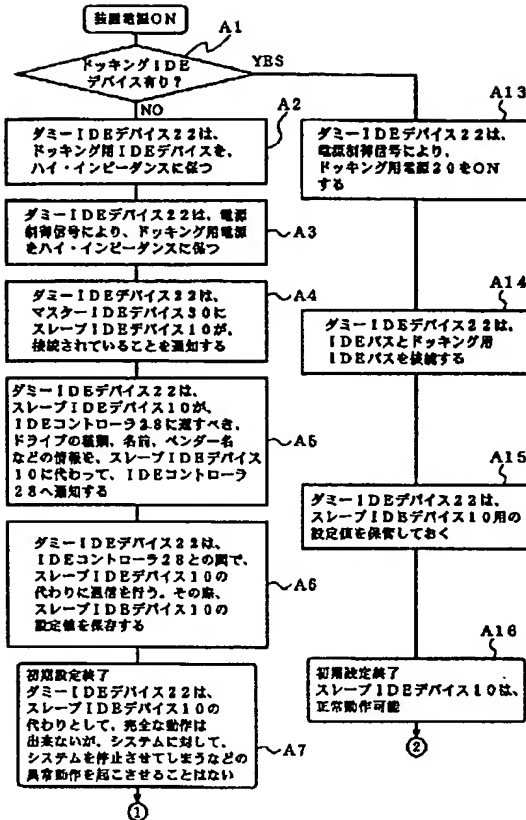 装置電源ON
A1
ドッキングIDE
デバイス有り?
YES
NO
A2
ダミーIDEデバイス22は、
ドッキング用IDEデバイスを、
ハイ・インピーダンスに保つ
ダミーIDEデバイス22は、電源
制御信号により、ドッキング用電源
をハイ・インピーダンスに保つ
A3
A4
ダミーIDEデバイス22は、
マスターIDEデバイス30に
スレーブIDEデバイス10が、
接続されていることを通知する
ダミーIDEデバイス22は、
スレーブIDEデバイス10が、
IDEコントローラ28に返すべき、
ドライブの種類、名前、ベンダー名
などの情報を、スレーブIDEデバイス
10に代わって、IDEコントローラ
28へ通知する
A5
ダミーIDEデバイス22は、
IDEコントローラ28との間で、
スレーブIDEデバイス10の
代わりに通信を行う。その際、
スレーブIDEデバイス10の
設定値を保存する
A6
初期設定終了
ダミーIDEデバイス22は、
スレーブIDEデバイス10の
代わりとして、完全な動作は
出来ないが、システムに対して、
システムを停止させてしまうなどの
異常動作を起こさせることはない
A7
①
A13
ダミーIDEデバイス22は、
電源制御信号により、
ドッキング用電源20をON
する
A14
ダミーIDEデバイス22は、
IDEバスとドッキング用
IDEバスを接続する
A15
ダミーIDEデバイス22は、
スレーブIDEデバイス10用の
設定値を保管しておく
A16
初期設定終了
スレーブIDEデバイス10は、
正常動作可能
②